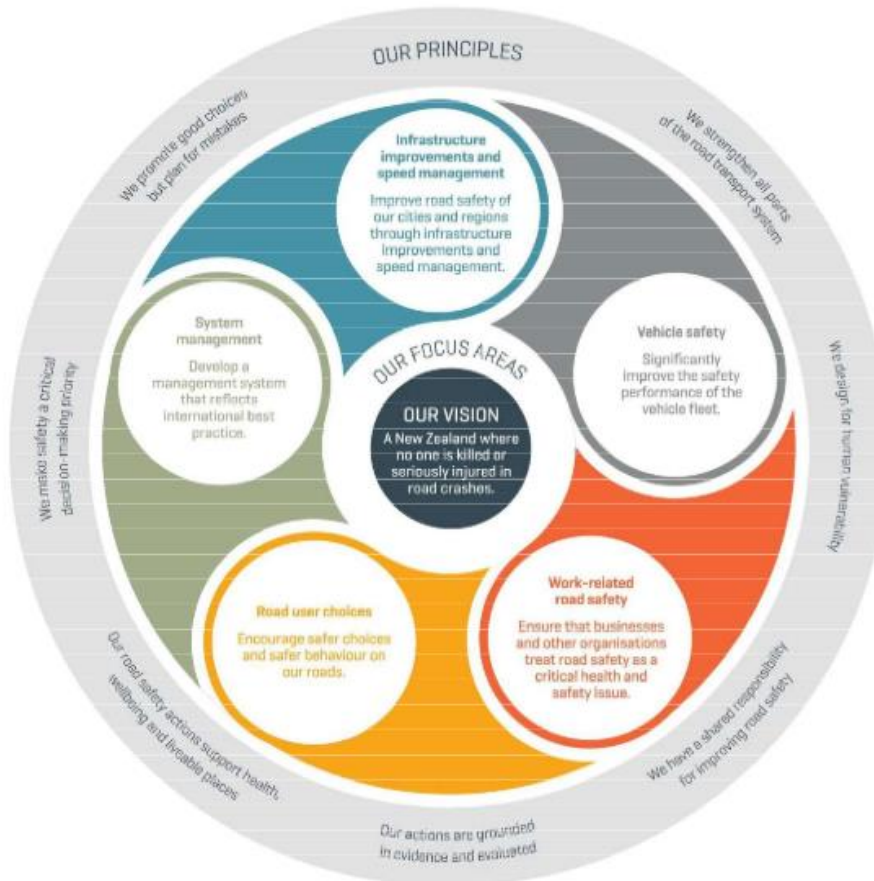 OUR PRINCIPLES
We promote good choices
but plan for mistakes
We strengthen all parts
of the road transport system
We design for human vulnerability
We have a shared responsibility
for improving road safety
Our actions are grounded
in evidence and evaluated
Our road safety actions support health,
wellbeing and liveable places
We make safety a critical
decision-making priority
Infrastructure
improvements and
speed management
Improve road safety of
our cities and regions
through infrastructure
improvements and
speed management.
Vehicle safety
Significantly
improve the safety
performance of the
vehicle fleet.
Work-related
road safety
Ensure that businesses
and other organisations
treat road safety as a
critical health and
safety issue.
Road user choices
Encourage safer choices
and safer behaviour on
our roads.
System
management
Develop a
management system
that reflects
international best
practice.
OUR FOCUS AREAS
OUR VISION
A New Zealand where
no one is killed or
seriously injured in
road crashes.